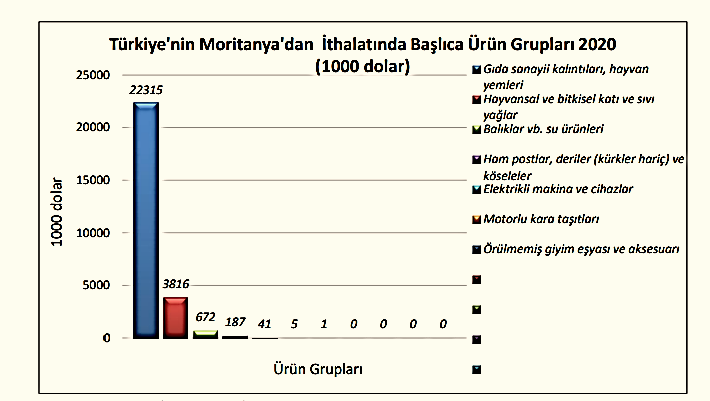 Türkiye'nin Moritanya'dan İthalatında Başlıca Ürün Grupları 2020
(1000 dolar)
25000
20000
15000
10000
5000
0
1000 dolar
22315
3816
672
187
41
5
1
0
0
0
0
Ürün Grupları
Gıda sanayii kalıntıları, hayvan
yemleri
Hayvansal ve bitkisel katı ve sıvı
yağlar
Balıklar vb. su ürünleri
Ham postlar, deriler (kürkler hariç) ve
köseleler
Elektrikli makina ve cihazlar
Motorlu kara taşıtları
Örülmemiş giyim eşyası ve aksesuarı